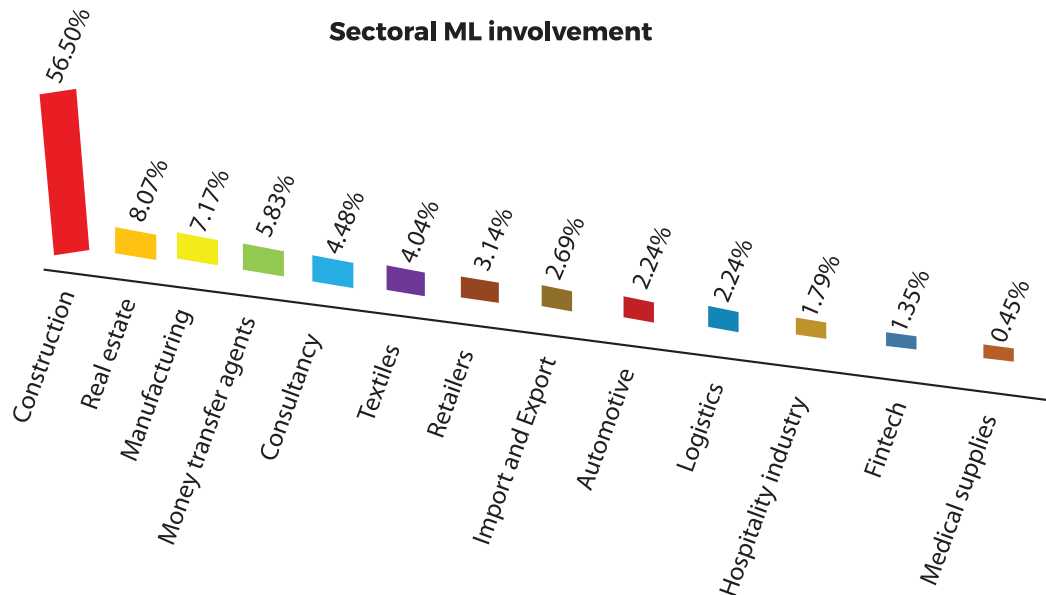 Sectoral ML involvement
56.50%
8.07%
7.17%
5.83%
4.48%
4.04%
3.14%
2.69%
2.24%
2.24%
1.79%
1.35%
0.45%
Construction
Real estate
Manufacturing
Money transfer agents
Consultancy
Textiles
Retailers
Import and Export
Automotive
Logistics
Hospitality industry
Fintech
Medical supplies